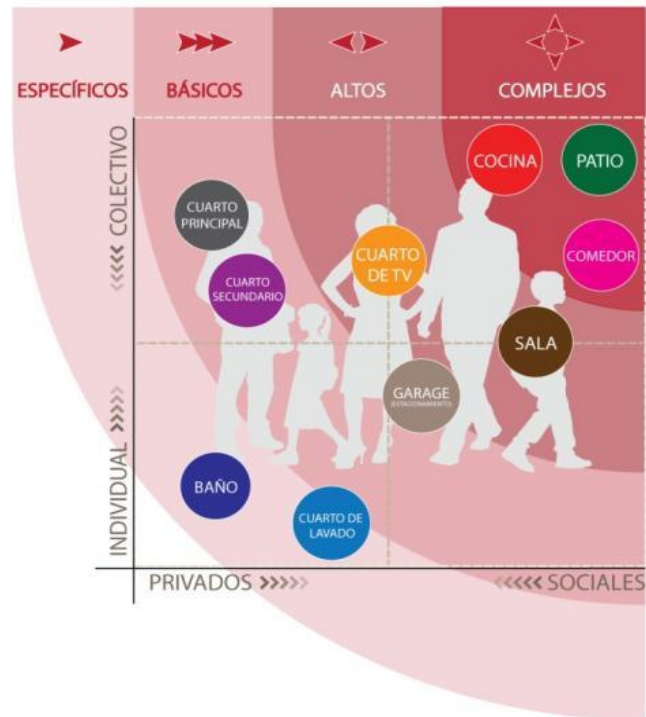 ESPECÍFICOS
BÁSICOS
ALTOS
COMPLEJOS
COLECTIVO
INDIVIDUAL
COCINA
PATIO
CUARTO
PRINCIPAL
CUARTO
DE TV
COMEDOR
CUARTO
SECUNDARIO
SALA
GARAGE
(ESTACIONAMIENTO)
BAÑO
CUARTO DE
LAVADO
PRIVADOS
SOCIALES